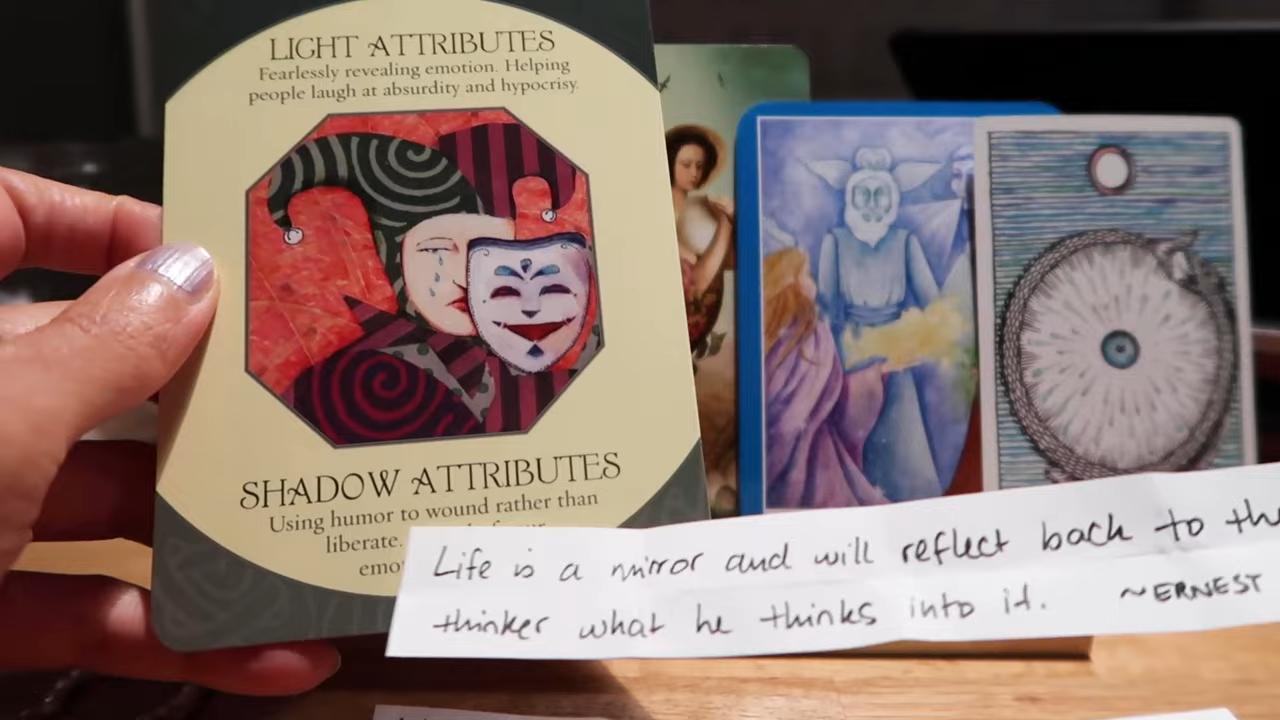 LIGHT ATTRIBUTES
Fearlessly revealing emotion. Helping
people laugh at absurdity and hypocrisy.
SHADOW ATTRIBUTES
Using humor to wound rather than
liberate.
Life is a mirror and will reflect back to
thinker what he thinks into it. ~ERNEST